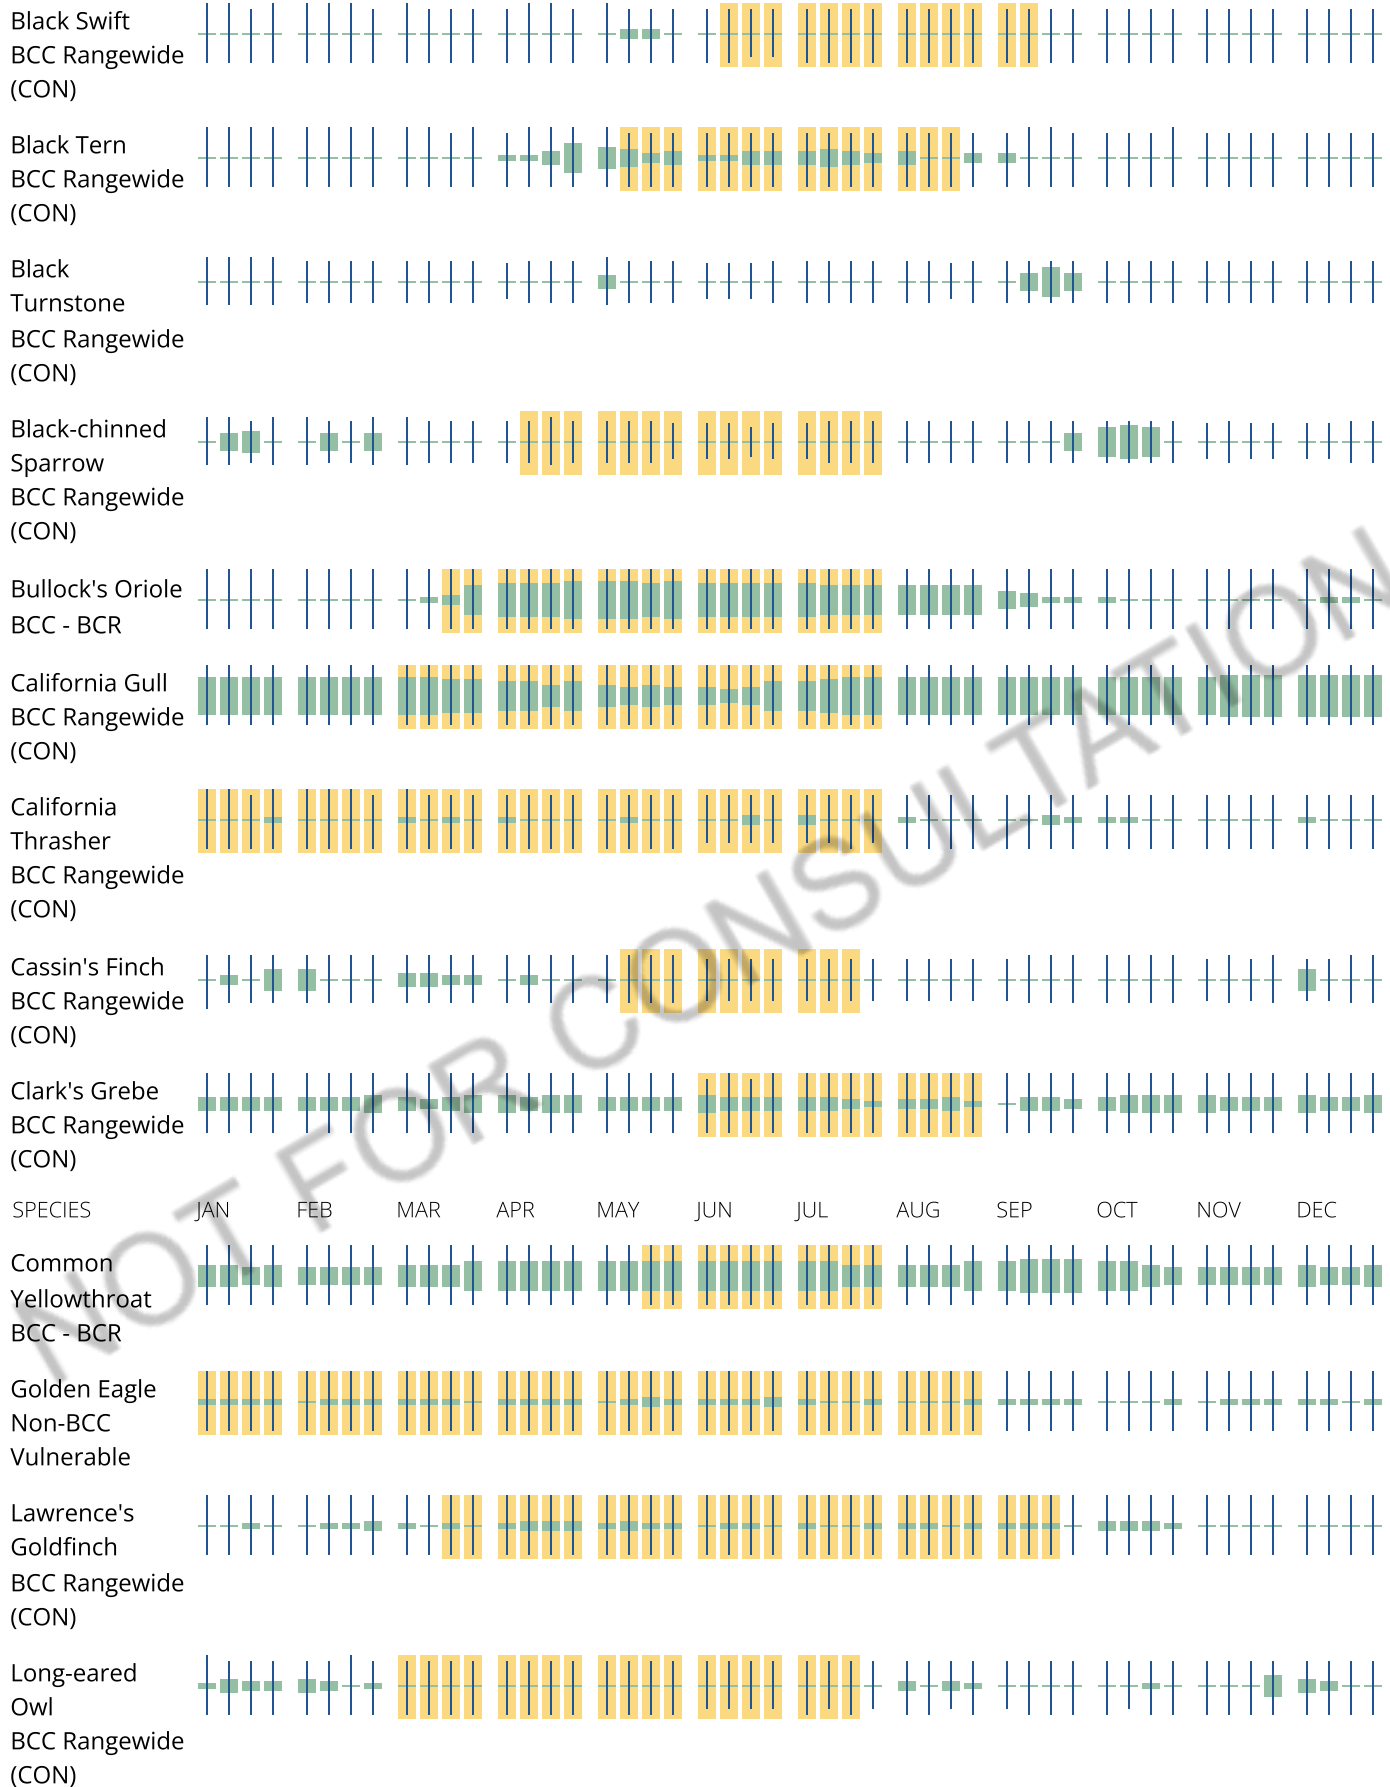 Black Swift
BCC Rangewide
(CON)
Black Tern
BCC Rangewide
(CON)
Black
Turnstone
BCC Rangewide
(CON)
Black-chinned
Sparrow
BCC Rangewide
(CON)
Bullock's Oriole
BCC - BCR
California Gull
BCC Rangewide
(CON)
California
Thrasher
BCC Rangewide
(CON)
Cassin's Finch
BCC Rangewide
(CON)
Clark's Grebe
BCC Rangewide
(CON)
SPECIES JAN FEB MAR APR MAY JUN JUL AUG SEP OCT NOV DEC
Common
Yellowthroat
BCC - BCR
Golden Eagle
Non-BCC
Vulnerable
Lawrence's
Goldfinch
BCC Rangewide
(CON)
Long-eared
Owl
BCC Rangewide
(CON)
NOT FOR CONSULTATION